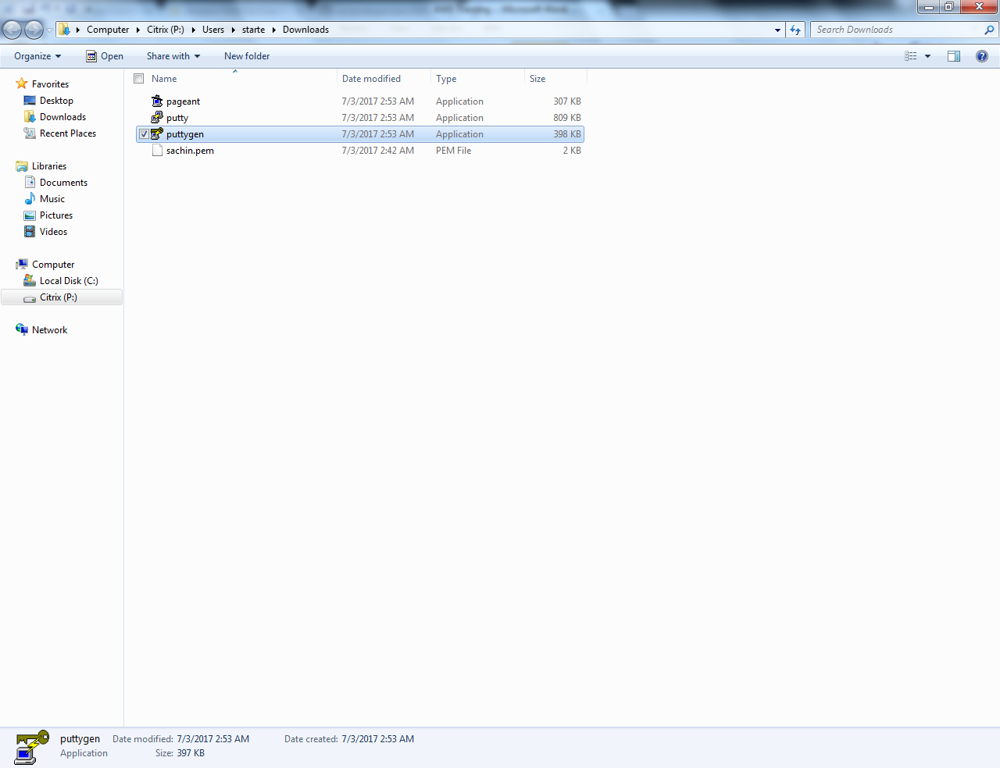 Computer Citrix (P:) Users starte Downloads
Search Downloads
Organize Open Share with New folder
Favorites
Desktop
Downloads
Recent Places
Libraries
Documents
Music
Pictures
Videos
Computer
Local Disk (C:)
Citrix (P:)
Network
Name Date modified Type Size
pageant 7/3/2017 2:53 AM Application 307 KB
putty 7/3/2017 2:53 AM Application 809 KB
puttygen 7/3/2017 2:53 AM Application 398 KB
sachin.pem 7/3/2017 2:42 AM PEM File 2 KB
puttygen Date modified: 7/3/2017 2:53 AM Date created: 7/3/2017 2:53 AM
Application Size: 397 KB